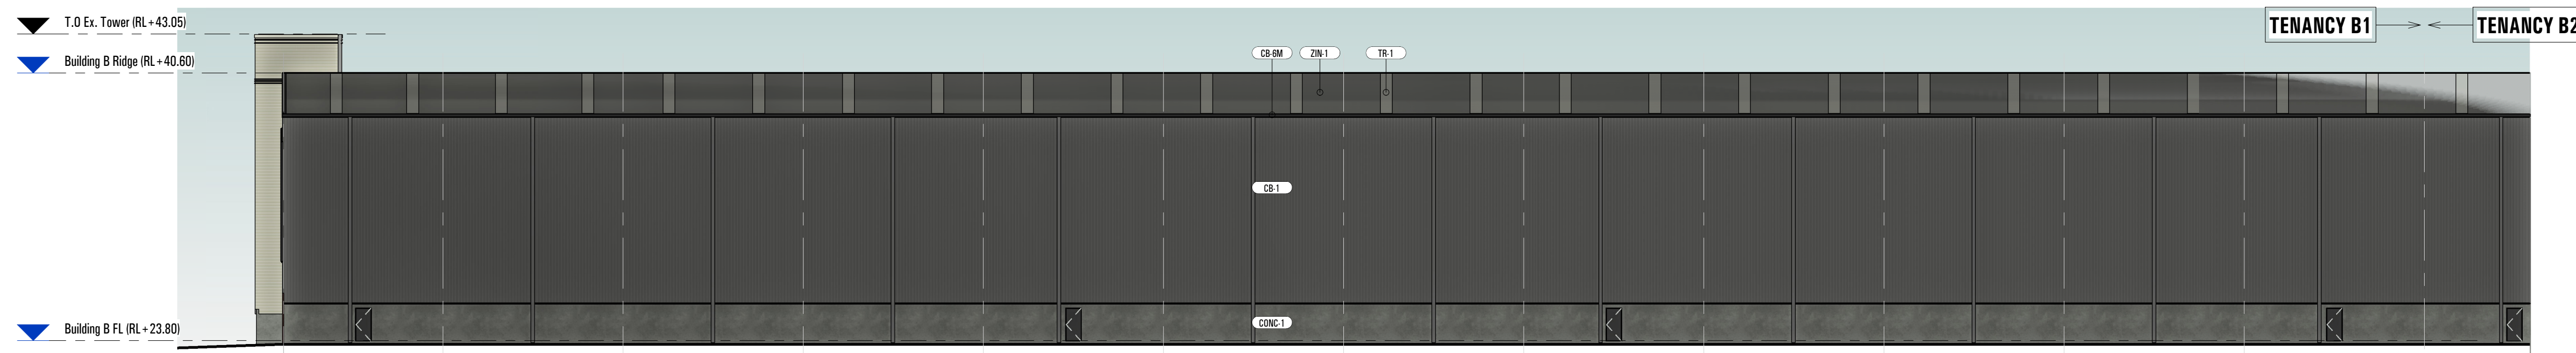 T.O Ex. Tower (RL+43.05)
TENANCY B1
TENANCY B2
Building B Ridge (RL+40.60)
CB-6M
ZIN-1
TR-1
CB-1
CONC-1
Building B FL (RL+23.80)